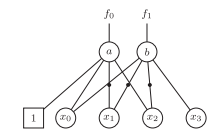 f₀ f₁
a b
1 x₀ x₁ x₂ x₃